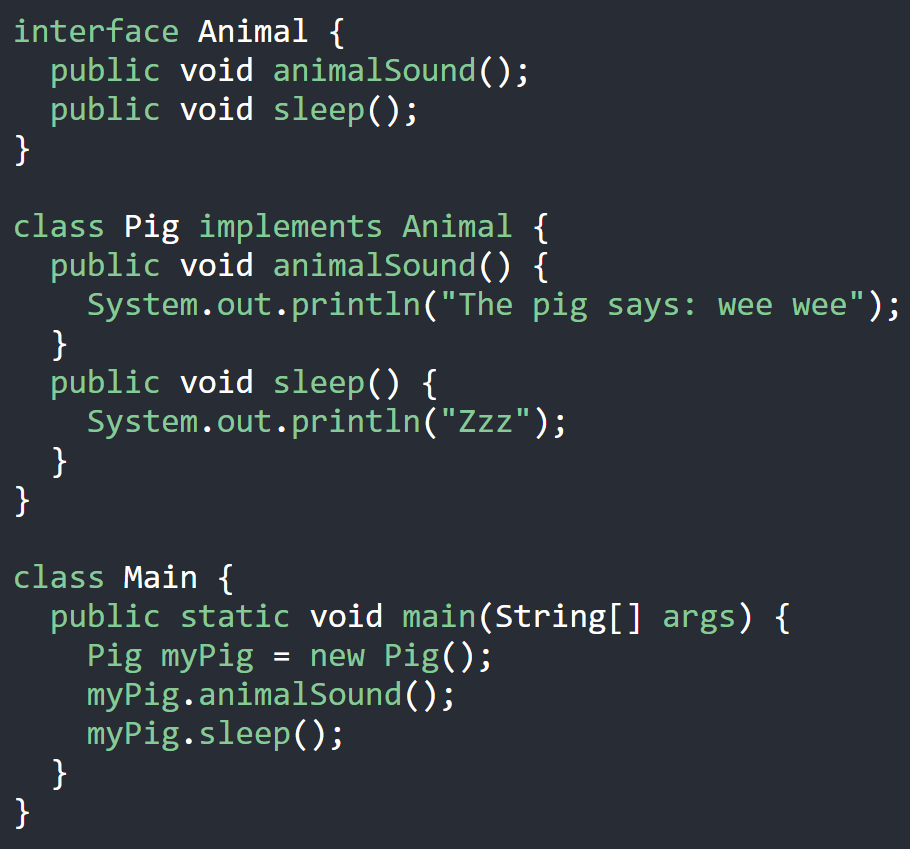 interface Animal {
  public void animalSound();
  public void sleep();
}

class Pig implements Animal {
  public void animalSound() {
    System.out.println("The pig says: wee wee");
  }
  public void sleep() {
    System.out.println("Zzz");
  }
}

class Main {
  public static void main(String[] args) {
    Pig myPig = new Pig();
    myPig.animalSound();
    myPig.sleep();
  }
}